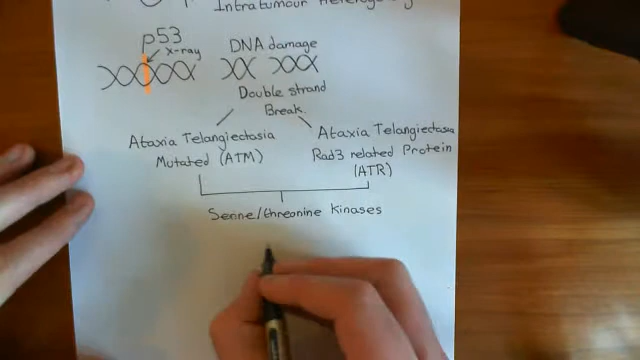 Intratumour Heterogeneity
p53
x-ray
DNA damage
Double strand
Break.
Ataxia Telangiectasia
Mutated (ATM)
Ataxia Telangiectasia
Rad3 related Protein
(ATR)
Serine/threonine Kinases